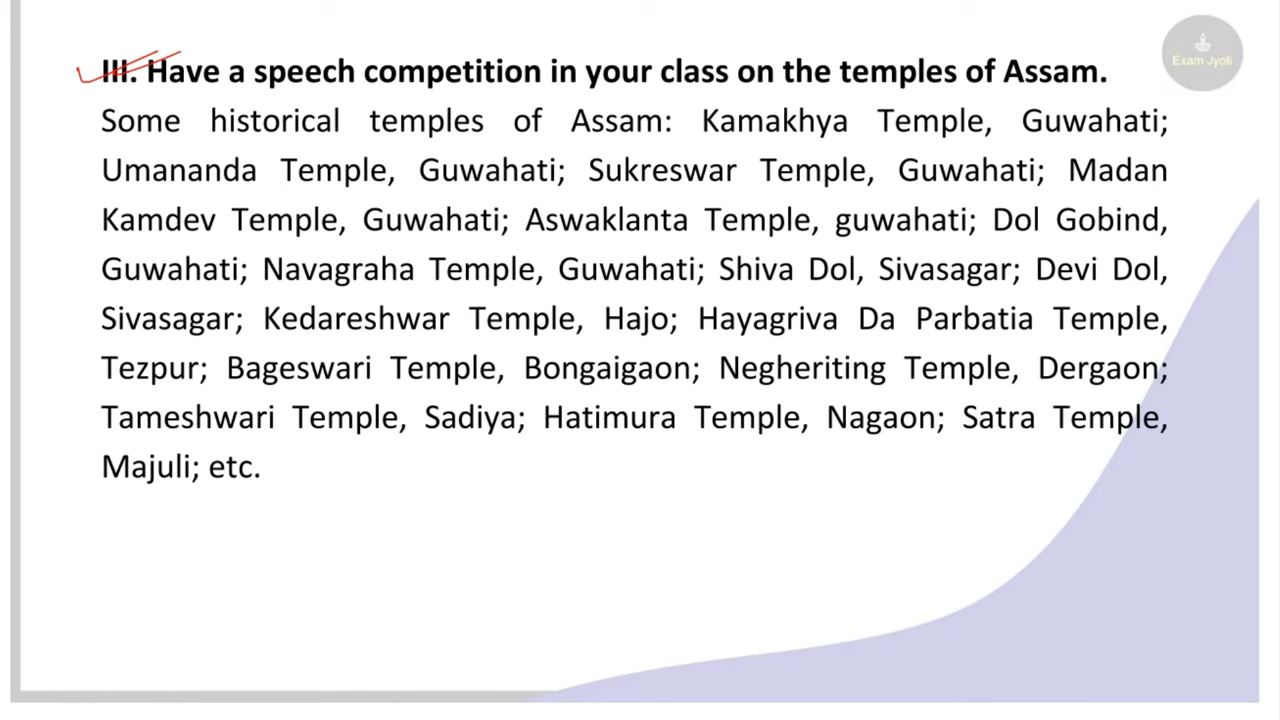 Exam Jyoti
III. Have a speech competition in your class on the temples of Assam.
Some historical temples of Assam: Kamakhya Temple, Guwahati;
Umananda Temple, Guwahati; Sukreswar Temple, Guwahati; Madan
Kamdev Temple, Guwahati; Aswaklanta Temple, guwahati; Dol Gobind,
Guwahati; Navagraha Temple, Guwahati; Shiva Dol, Sivasagar; Devi Dol,
Sivasagar; Kedareshwar Temple, Hajo; Hayagriva Da Parbatia Temple,
Tezpur; Bageswari Temple, Bongaigaon; Negheriting Temple, Dergaon;
Tameshwari Temple, Sadiya; Hatimura Temple, Nagaon; Satra Temple,
Majuli; etc.